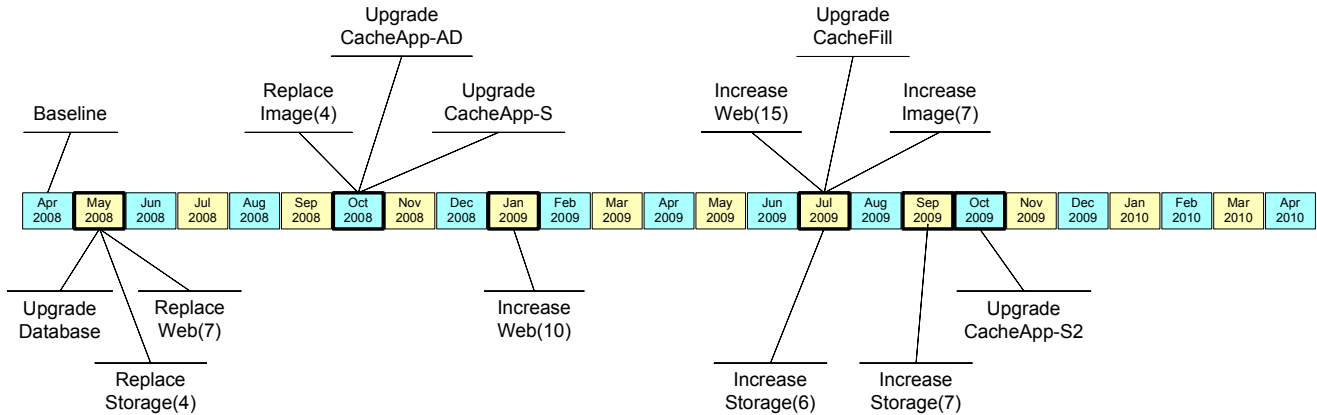 Upgrade
CacheApp-AD
Upgrade
CacheFill
Baseline
Replace
Image(4)
Upgrade
CacheApp-S
Increase
Web(15)
Increase
Image(7)
Apr
2008
May
2008
Jun
2008
Jul
2008
Aug
2008
Sep
2008
Oct
2008
Nov
2008
Dec
2008
Jan
2009
Feb
2009
Mar
2009
Apr
2009
May
2009
Jun
2009
Jul
2009
Aug
2009
Sep
2009
Oct
2009
Nov
2009
Dec
2009
Jan
2010
Feb
2010
Mar
2010
Apr
2010
Upgrade
Database
Replace
Web(7)
Increase
Web(10)
Upgrade
CacheApp-S2
Replace
Storage(4)
Increase
Storage(6)
Increase
Storage(7)